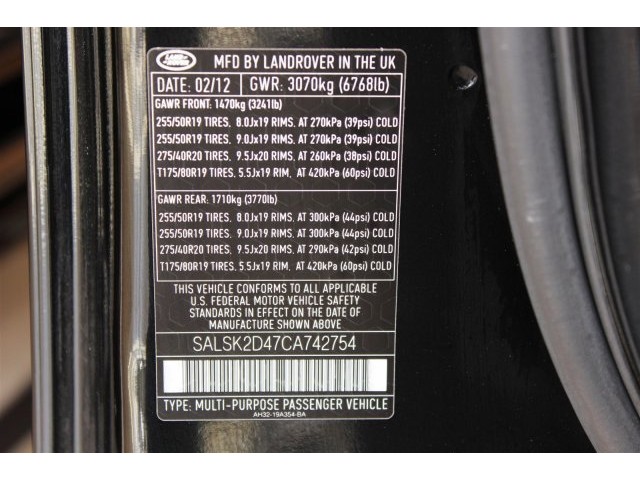 LAND ROVER
MFD BY LANDROVER IN THE UK
DATE: 02/12 GWR: 3070kg (6768lb)
GAWR FRONT: 1470kg (3241lb)
255/50R19 TIRES, 8.0Jx19 RIMS, AT 270kPa (39psi) COLD
255/50R19 TIRES, 9.0Jx19 RIMS, AT 270kPa (39psi) COLD
275/40R20 TIRES, 9.5Jx20 RIMS, AT 260kPa (38psi) COLD
T175/80R19 TIRES, 5.5Jx19 RIM, AT 420kPa (60psi) COLD
GAWR REAR: 1710kg (3770lb)
255/50R19 TIRES, 8.0Jx19 RIMS, AT 300kPa (44psi) COLD
255/50R19 TIRES, 9.0Jx19 RIMS, AT 300kPa (44psi) COLD
275/40R20 TIRES, 9.5Jx20 RIMS, AT 290kPa (42psi) COLD
T175/80R19 TIRES, 5.5Jx19 RIM, AT 420kPa (60psi) COLD
THIS VEHICLE CONFORMS TO ALL APPLICABLE
U.S. FEDERAL MOTOR VEHICLE SAFETY
STANDARDS IN EFFECT ON THE DATE OF
MANUFACTURE SHOWN ABOVE.
SALSK2D47CA742754
TYPE: MULTI-PURPOSE PASSENGER VEHICLE
AH32-19A354-BA